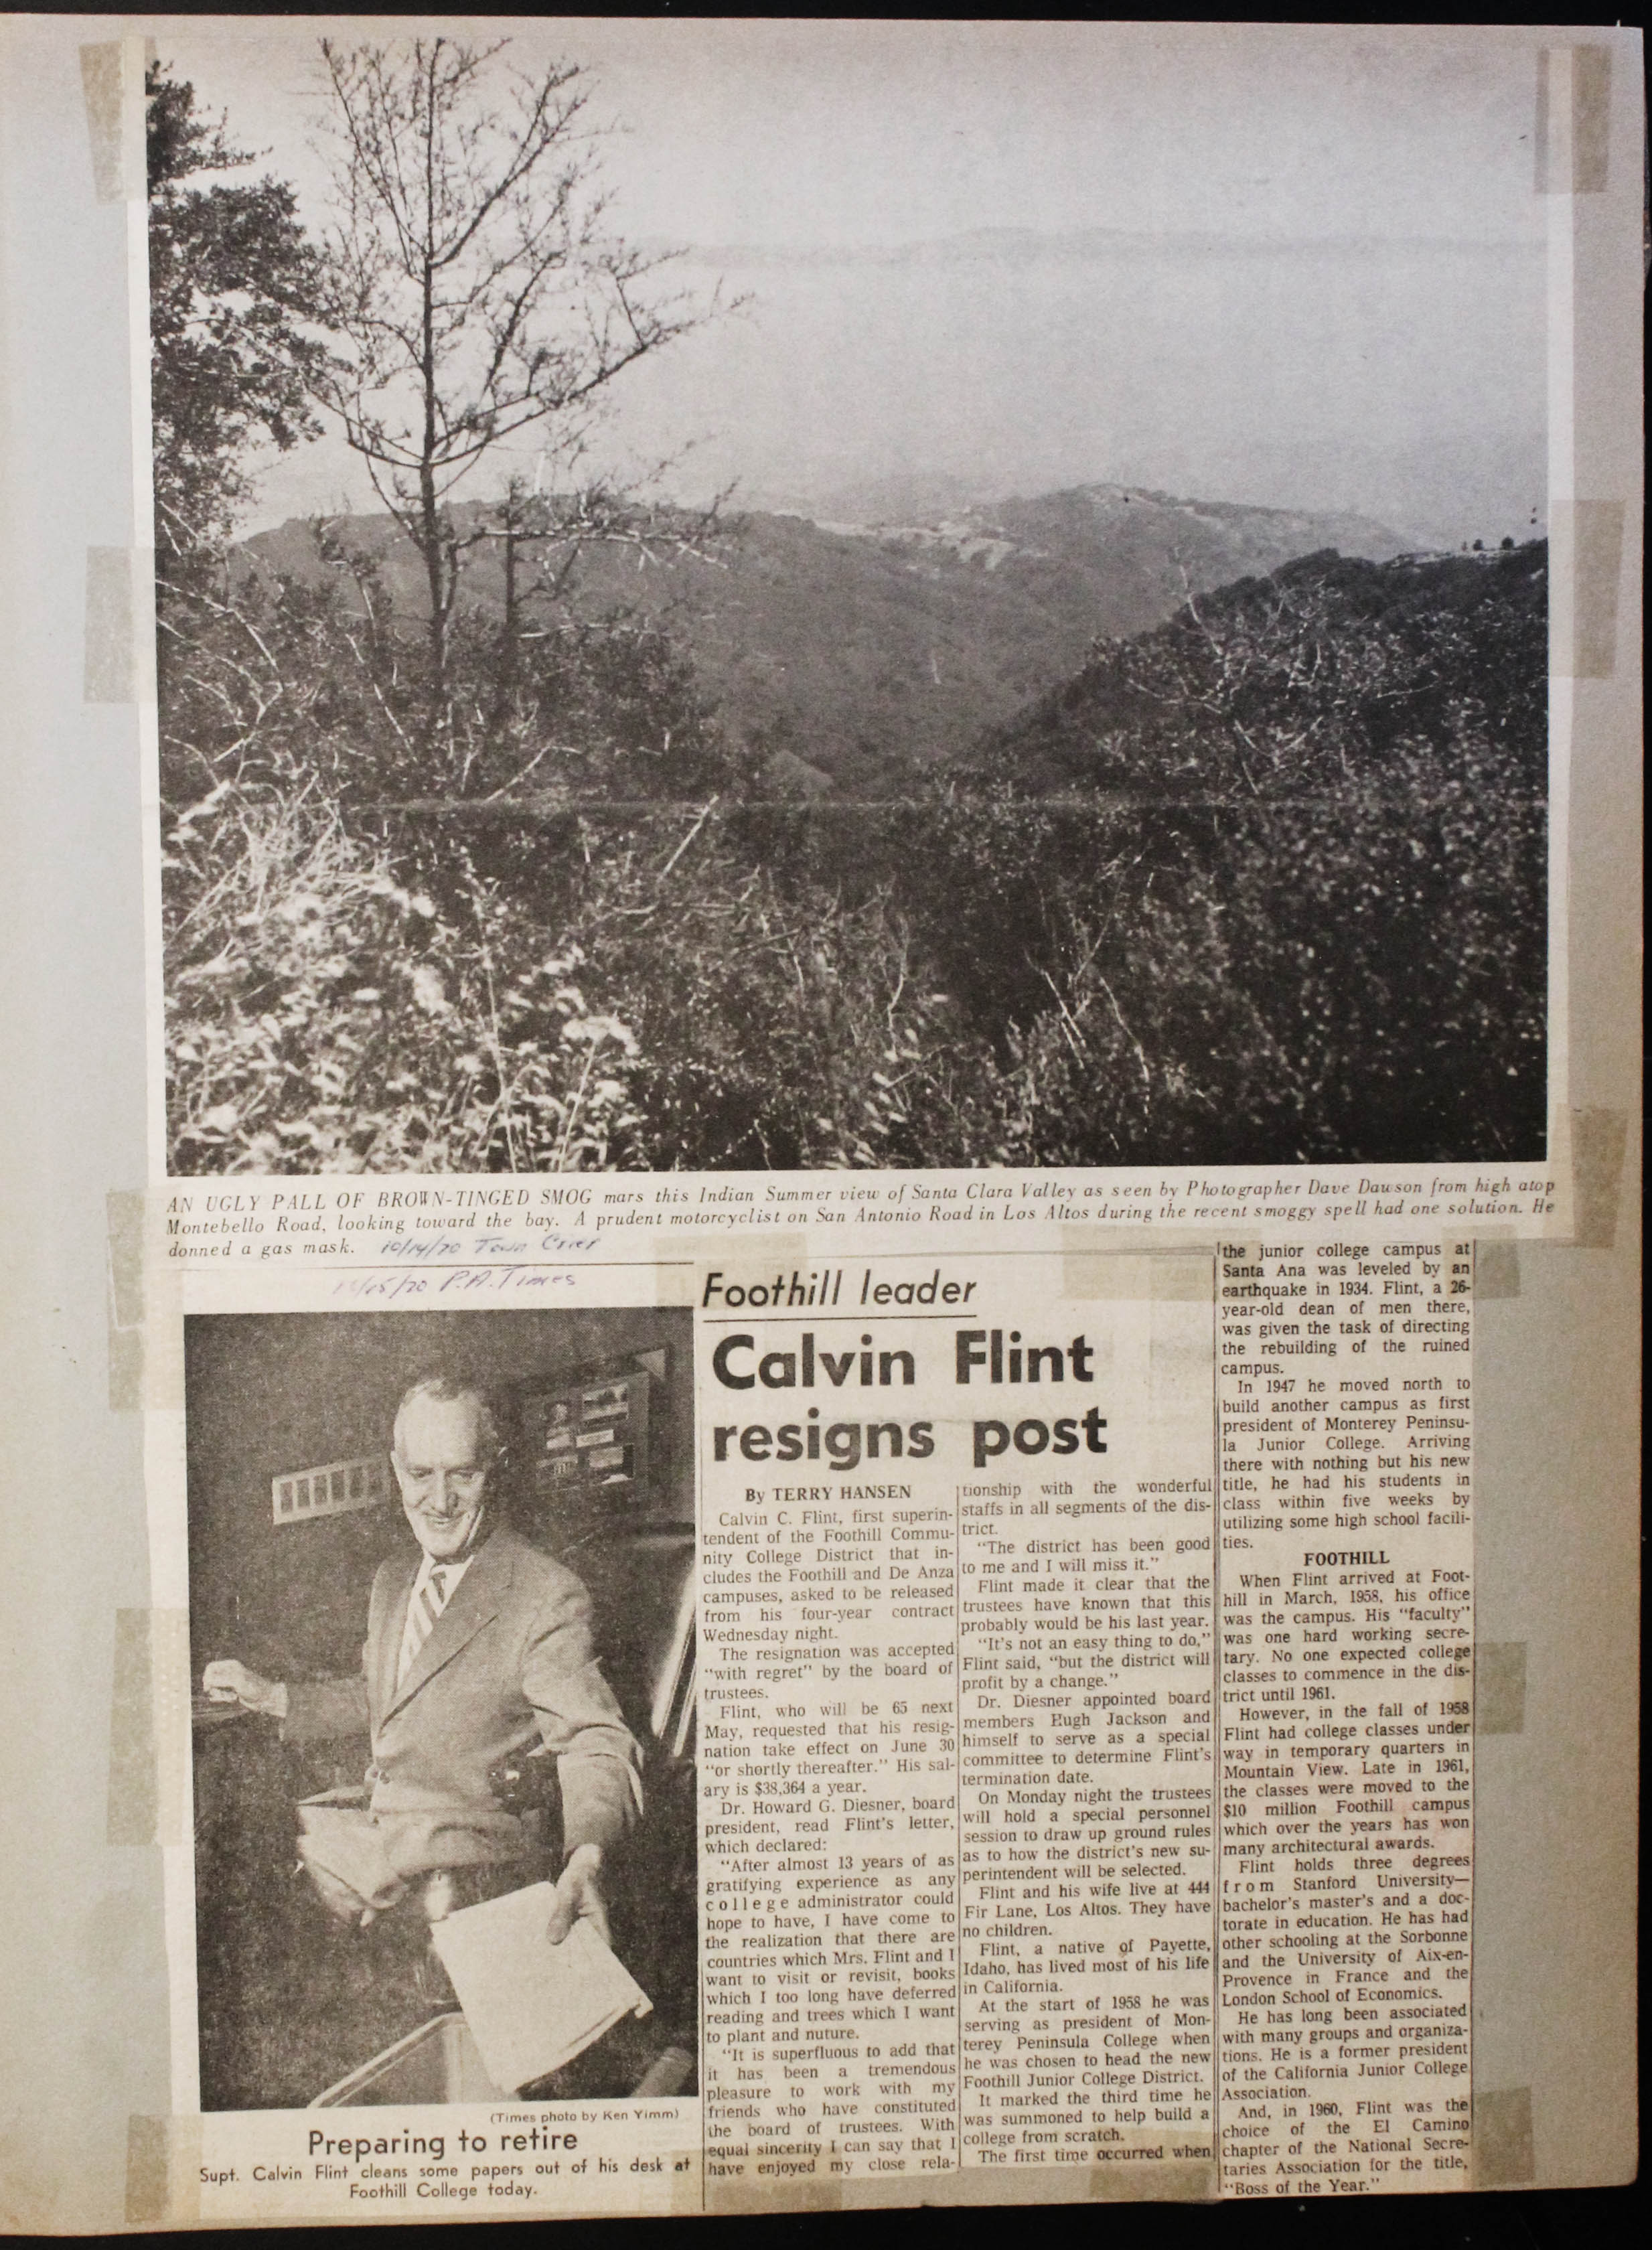 AN UGLY PALL OF BROWN-TINGED SMOG mars this Indian Summer view of Santa Clara Valley as seen by Photographer Dave Dawson from high atop
Montebello Road, looking toward the bay. A prudent motorcyclist on San Antonio Road in Los Altos during the recent smoggy spell had one solution. He
donned a gas mask. 10/14/70 Town Crier
P.A. Times
(Times photo by Ken Yimm)
Preparing to retire
Supt. Calvin Flint cleans some papers out of his desk at
Foothill College today.
Foothill leader
Calvin Flint
resigns post
By TERRY HANSEN
Calvin C. Flint, first superin-
tendent of the Foothill Commu-
nity College District that in-
cludes the Foothill and De Anza
campuses, asked to be released
from his four-year contract
Wednesday night.
The resignation was accepted
"with regret" by the board of
trustees.
Flint, who will be 65 next
May, requested that his resig-
nation take effect on June 30
"or shortly thereafter." His sal-
ary is $38,364 a year.
Dr. Howard G. Diesner, board
president, read Flint's letter,
which declared:
"After almost 13 years of as
gratifying experience as any
college administrator could
hope to have, I have come to
the realization that there are
countries which Mrs. Flint and I
want to visit or revisit, books
which I too long have deferred
reading and trees which I want
to plant and nuture.
"It is superfluous to add that
it has been a tremendous
pleasure to work with my
friends who have constituted
the board of trustees. With
equal sincerity I can say that I
have enjoyed my close rela-
tionship with the wonderful
staffs in all segments of the dis-
trict.
"The district has been good
to me and I will miss it."
Flint made it clear that the
trustees have known that this
probably would be his last year.
"It's not an easy thing to do,"
Flint said, "but the district will
profit by a change."
Dr. Diesner appointed board
members Hugh Jackson and
himself to serve as a special
committee to determine Flint's
termination date.
On Monday night the trustees
will hold a special personnel
session to draw up ground rules
as to how the district's new su-
perintendent will be selected.
Flint and his wife live at 444
Fir Lane, Los Altos. They have
no children.
Flint, a native of Payette,
Idaho, has lived most of his life
in California.
At the start of 1958 he was
serving as president of Mon-
terey Peninsula College when
he was chosen to head the new
Foothill Junior College District.
It marked the third time he
was summoned to help build a
college from scratch.
The first time occurred when
the junior college campus at
Santa Ana was leveled by an
earthquake in 1934. Flint, a 26-
year-old dean of men there,
was given the task of directing
the rebuilding of the ruined
campus.
In 1947 he moved north to
build another campus as first
president of Monterey Peninsu-
la Junior College. Arriving
there with nothing but his new
title, he had his students in
class within five weeks by
utilizing some high school facili-
ties.
FOOTHILL
When Flint arrived at Foot-
hill in March, 1958, his office
was the campus. His "faculty"
was one hard working secre-
tary. No one expected college
classes to commence in the dis-
trict until 1961.
However, in the fall of 1958
Flint had college classes under
way in temporary quarters in
Mountain View. Late in 1961,
the classes were moved to the
$10 million Foothill campus
which over the years has won
many architectural awards.
Flint holds three degrees
from Stanford University—
bachelor's master's and a doc-
torate in education. He has had
other schooling at the Sorbonne
and the University of Aix-en-
Provence in France and the
London School of Economics.
He has long been associated
with many groups and organiza-
tions. He is a former president
of the California Junior College
Association.
And, in 1960, Flint was the
choice of the El Camino
chapter of the National Secre-
taries Association for the title,
"Boss of the Year."